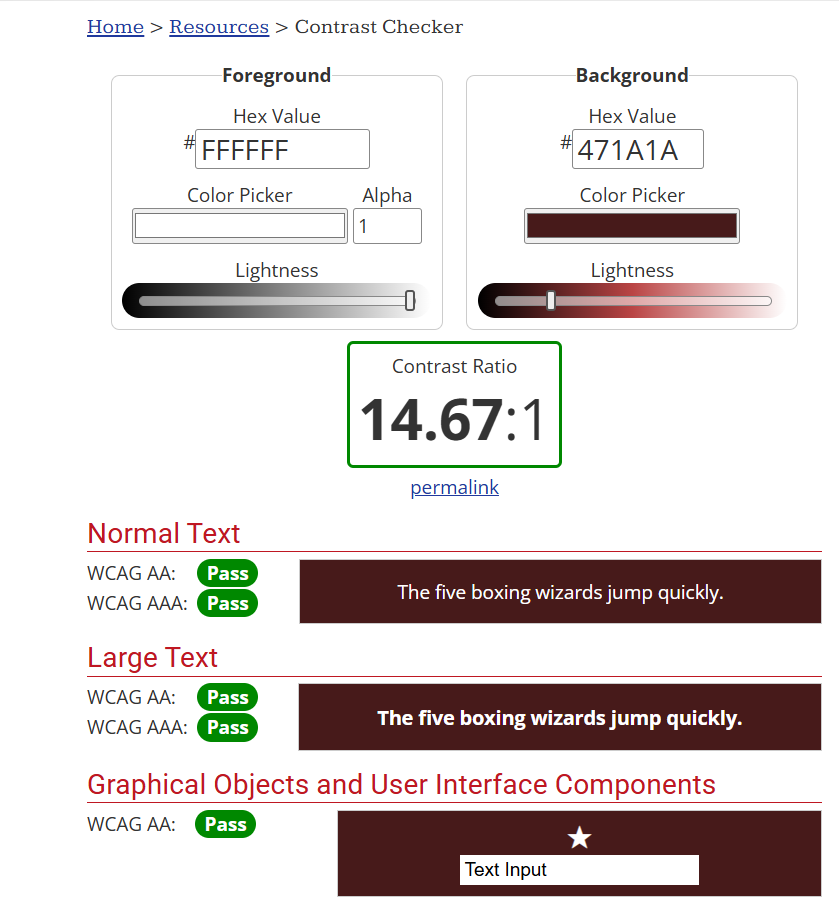 Home > Resources > Contrast Checker
Foreground
Hex Value
#FFFFFF
Color Picker Alpha
1
Lightness
Background
Hex Value
#471A1A
Color Picker
Lightness
Contrast Ratio
14.67:1
permalink
Normal Text
WCAG AA: Pass
WCAG AAA: Pass
The five boxing wizards jump quickly.
Large Text
WCAG AA: Pass
WCAG AAA: Pass
The five boxing wizards jump quickly.
Graphical Objects and User Interface Components
WCAG AA: Pass
Text Input